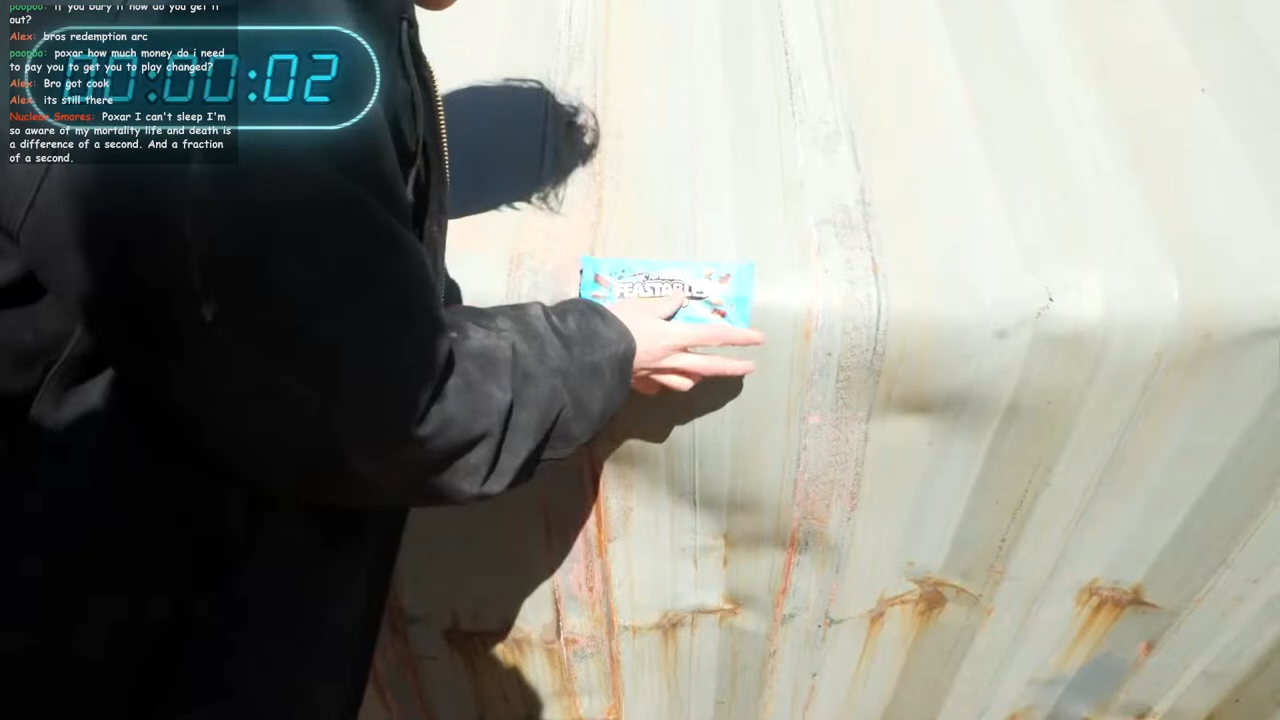 poopoo: if you bury it how do you get it
out?
Alex: bros redemption arc
poopoo: poxar how much money do i need
to pay you to get you to play changed?
Alex: Bro got cook
Alex: its still there
Nuclear Smores: Poxar I can't sleep I'm
so aware of my mortality life and death is
a difference of a second. And a fraction
of a second.
00:00:02
FEASTABLES